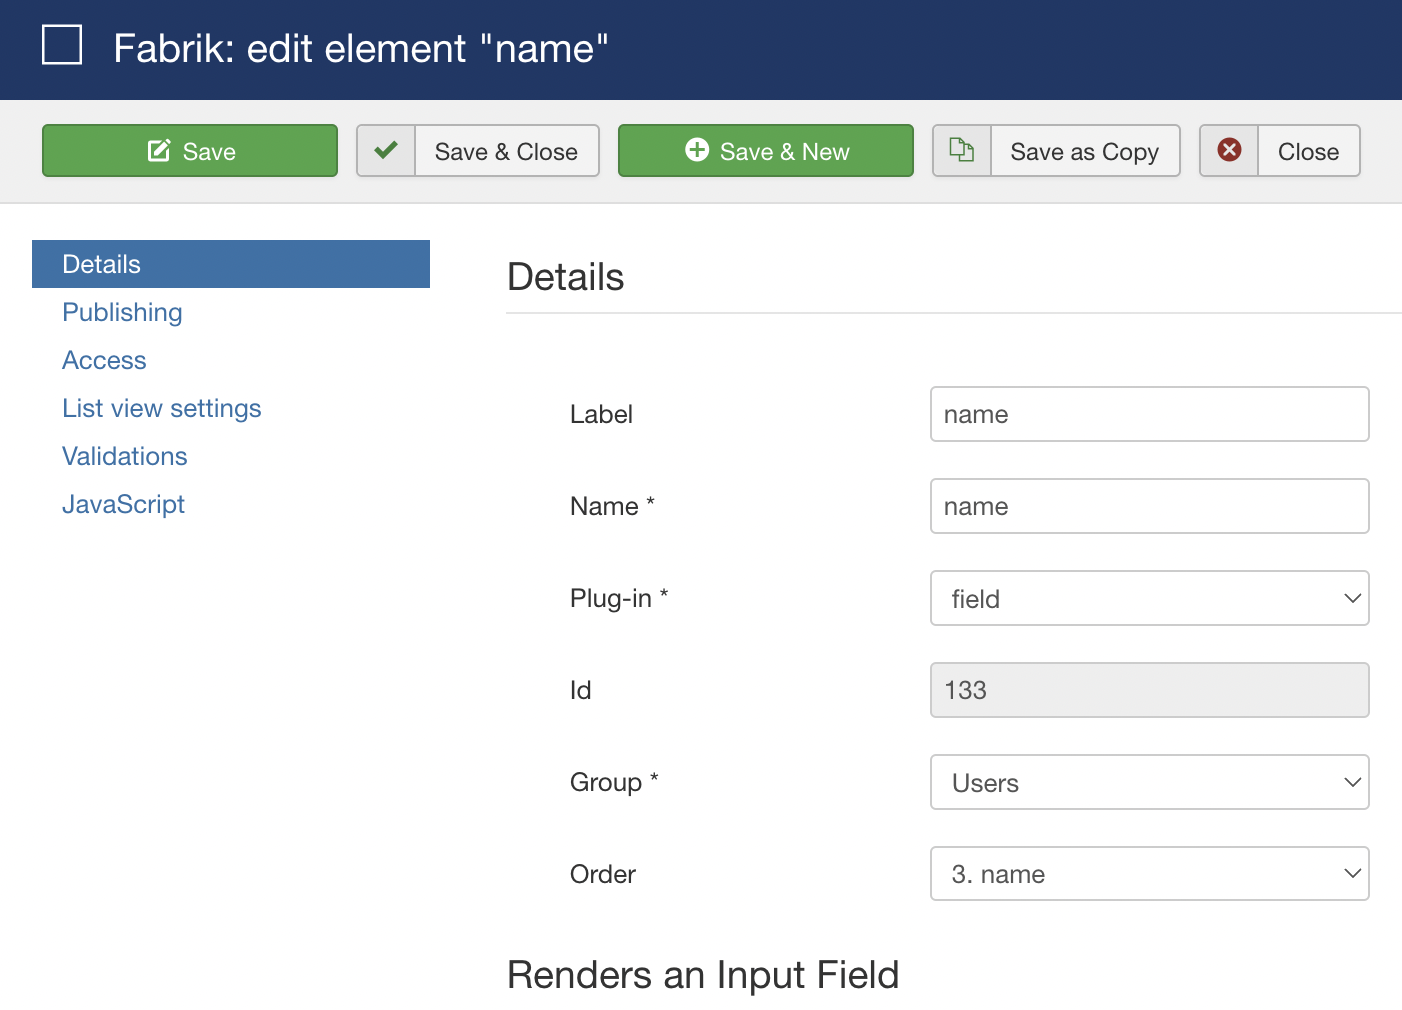 Fabrik: edit element "name"
Save
Save & Close
Save & New
Save as Copy
Close
Details
Publishing
Access
List view settings
Validations
JavaScript
Details
Label
name
Name *
name
Plug-in *
field
Id
133
Group *
Users
Order
3. name
Renders an Input Field